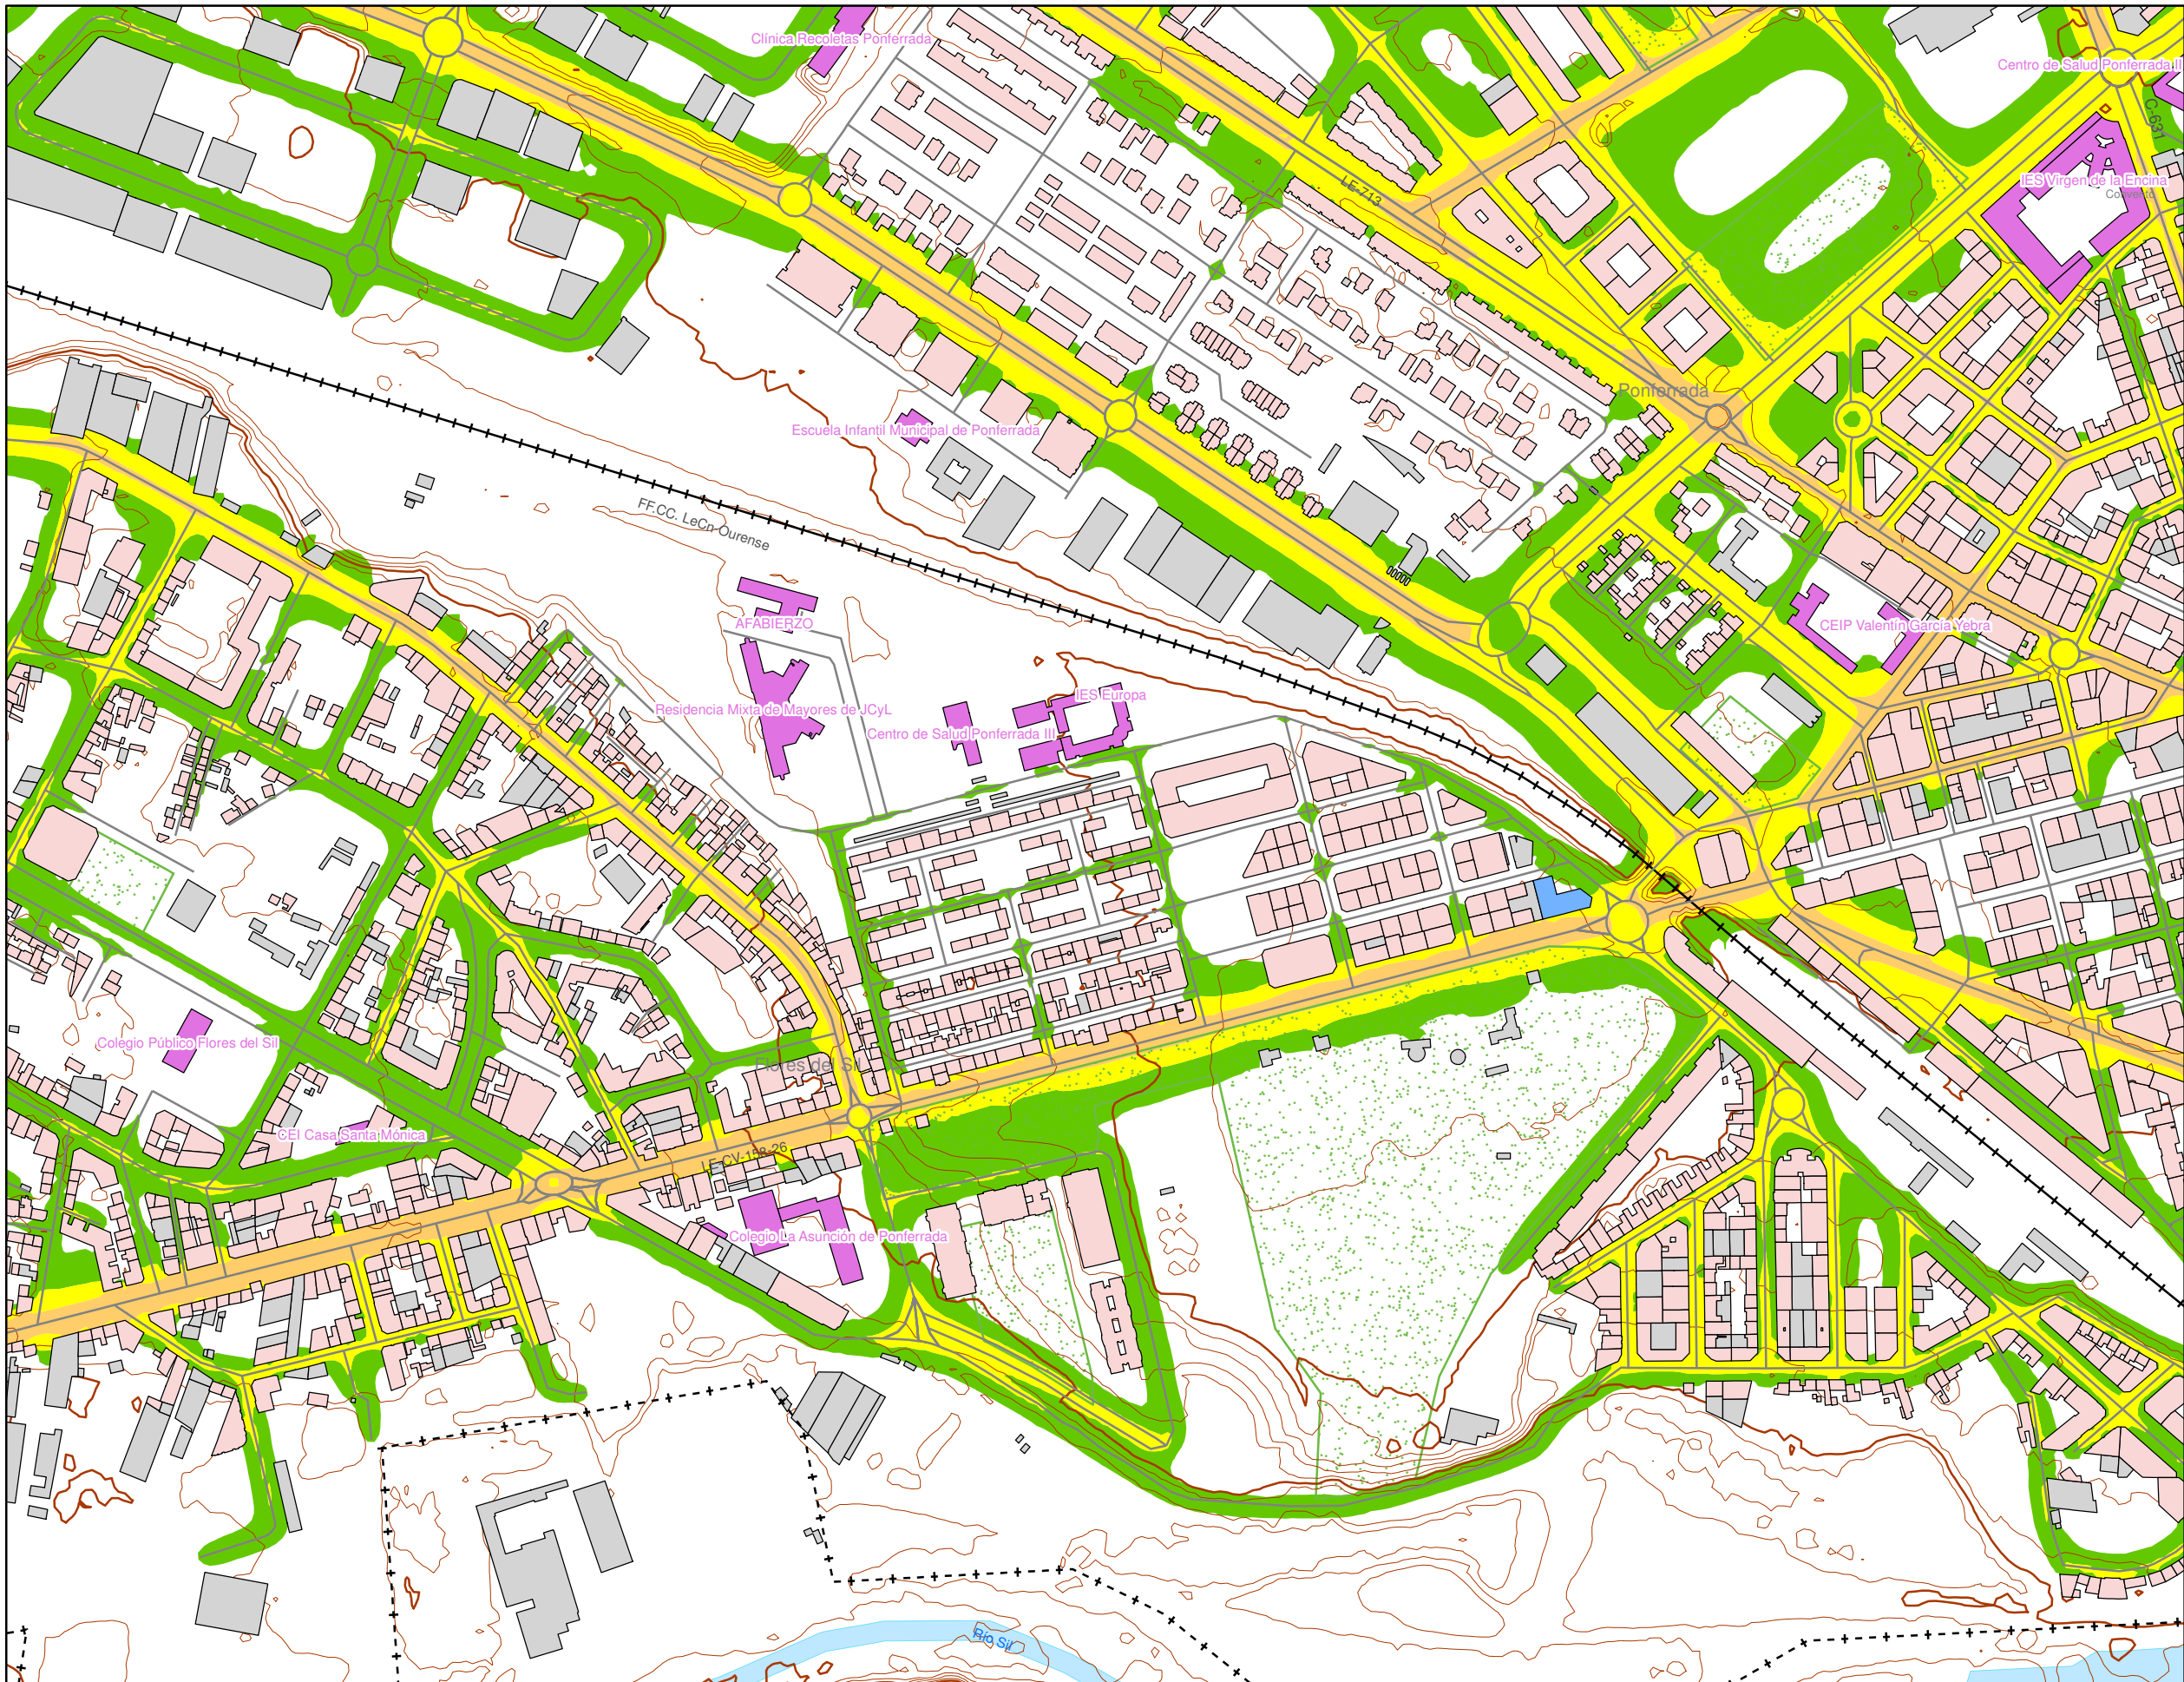 Clínica Recoletas Ponferrada
Centro de Salud Ponferrada II
C-631
IES Virgen de la Encina
Convento
LE-713
Ponferrada
Escuela Infantil Municipal de Ponferrada
FF.CC. LeCn-Ourense
AFABIERZO
CEIP Valentín García Yebra
IES Europa
Residencia Mixta de Mayores de JCyL
Centro de Salud Ponferrada III
Colegio Público Flores del Sil
Flores del Sil
CEI Casa Santa Mónica
LE-CV-158-26
Colegio La Asunción de Ponferrada
Río Sil